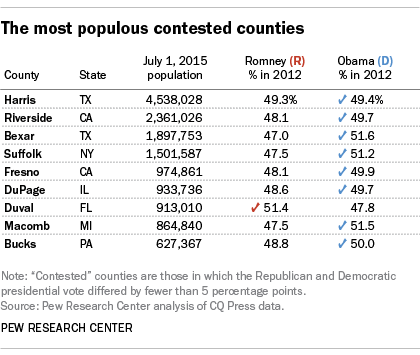 The most populous contested counties
July 1, 2015 Romney (R) Obama (D)
County State population % in 2012 % in 2012
Harris TX 4,538,028 49.3% ✓ 49.4%
Riverside CA 2,361,026 48.1 ✓ 49.7
Bexar TX 1,897,753 47.0 ✓ 51.6
Suffolk NY 1,501,587 47.5 ✓ 51.2
Fresno CA 974,861 48.1 ✓ 49.9
DuPage IL 933,736 48.6 ✓ 49.7
Duval FL 913,010 ✓ 51.4 47.8
Macomb MI 864,840 47.5 ✓ 51.5
Bucks PA 627,367 48.8 ✓ 50.0
Note: “Contested” counties are those in which the Republican and Democratic
presidential vote differed by fewer than 5 percentage points.
Source: Pew Research Center analysis of CQ Press data.
PEW RESEARCH CENTER